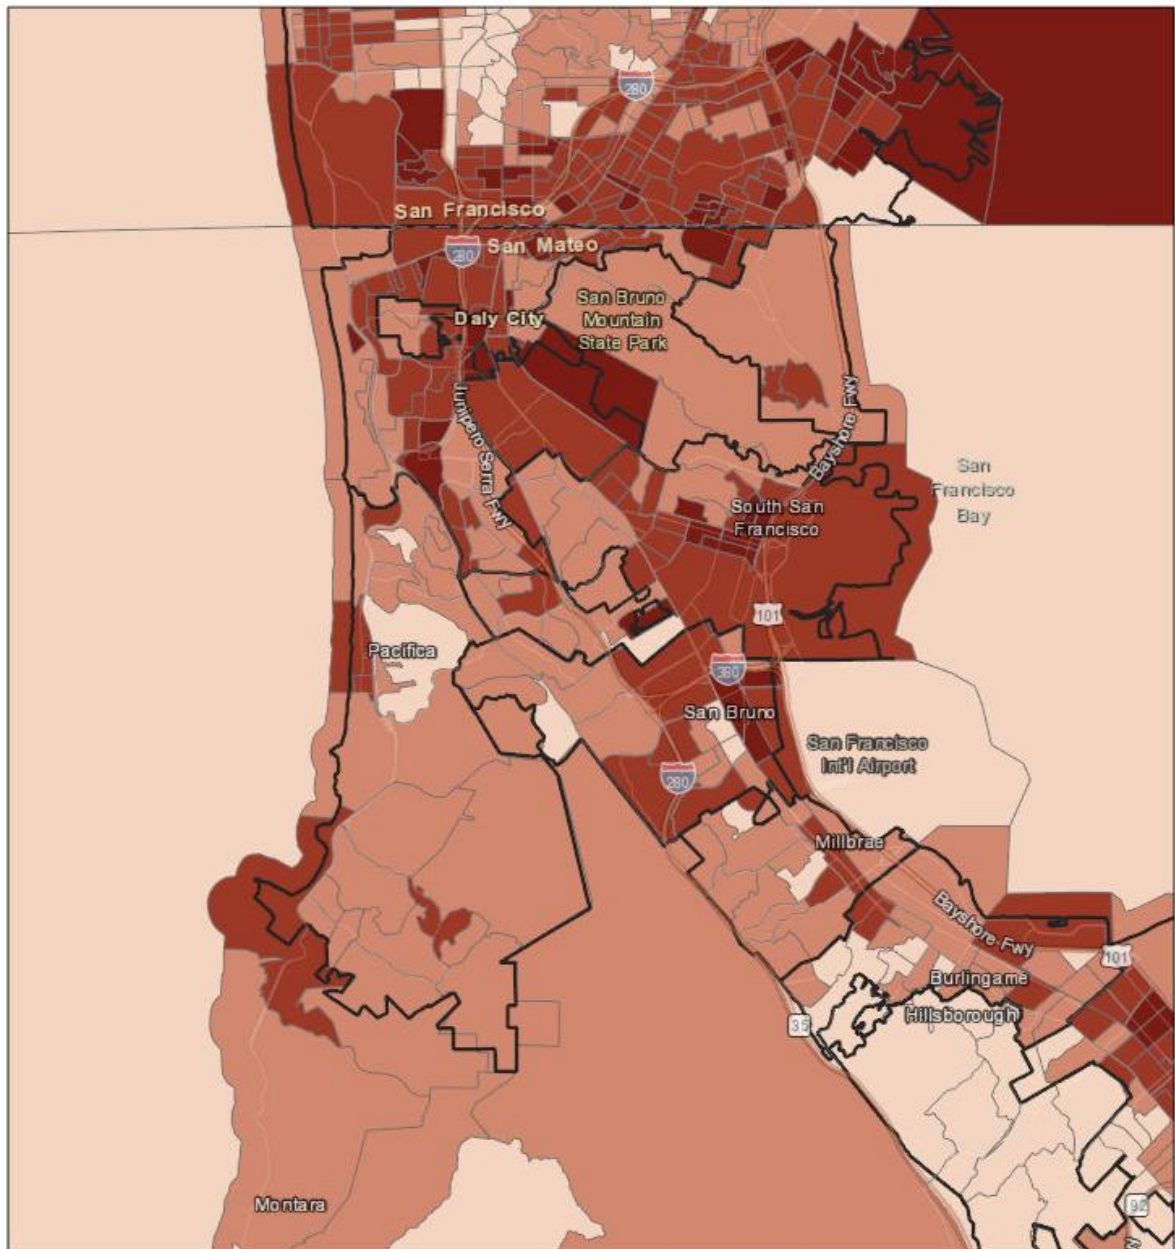 280
San Francisco
San Mateo
280
San Bruno
Mountain
State Park
Daly City
Junipero Serra Fwy
Bayshore Fwy
San
Francisco
Bay
South San
Francisco
101
Pacifica
380
San Bruno
San Francisco
Int'l Airport
280
Millbrae
Bayshore Fwy
101
Burlingame
Hillsborough
35
Montara
92